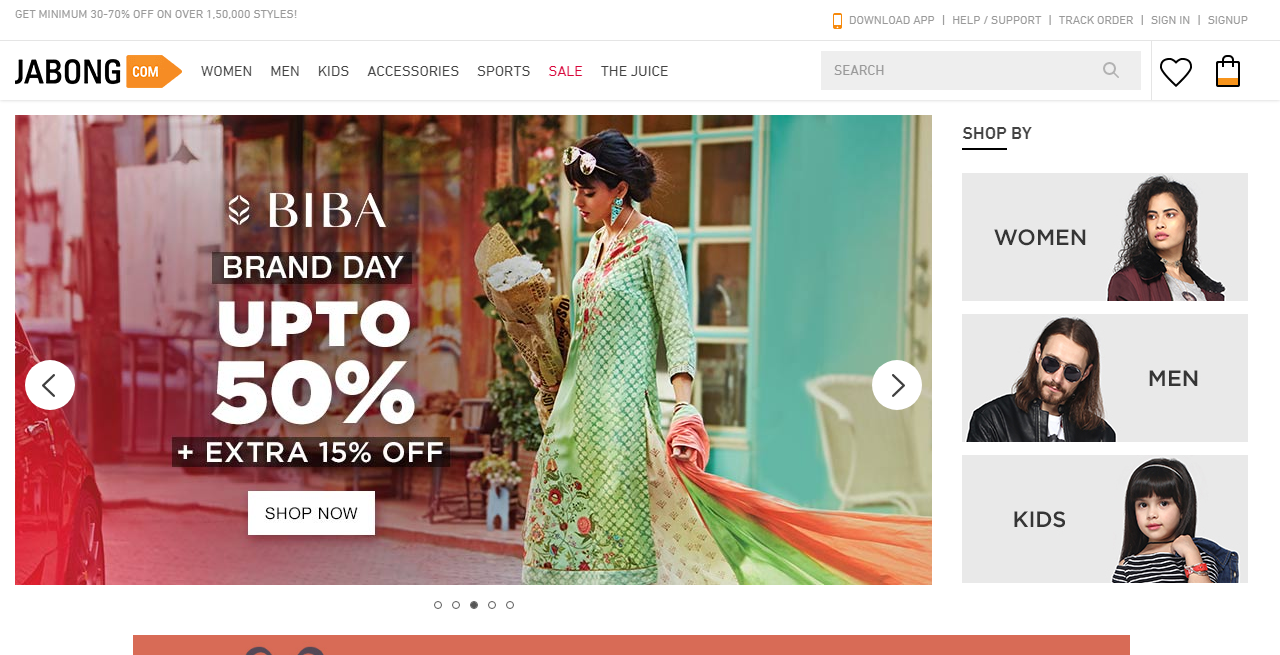 GET MINIMUM 30-70% OFF ON OVER 1,50,000 STYLES!
DOWNLOAD APP | HELP / SUPPORT | TRACK ORDER | SIGN IN | SIGNUP
JABONG COM
WOMEN MEN KIDS ACCESSORIES SPORTS SALE THE JUICE
SEARCH
BIBA
BRAND DAY
UPTO
50%
+ EXTRA 15% OFF
SHOP NOW
SHOP BY
WOMEN
MEN
KIDS